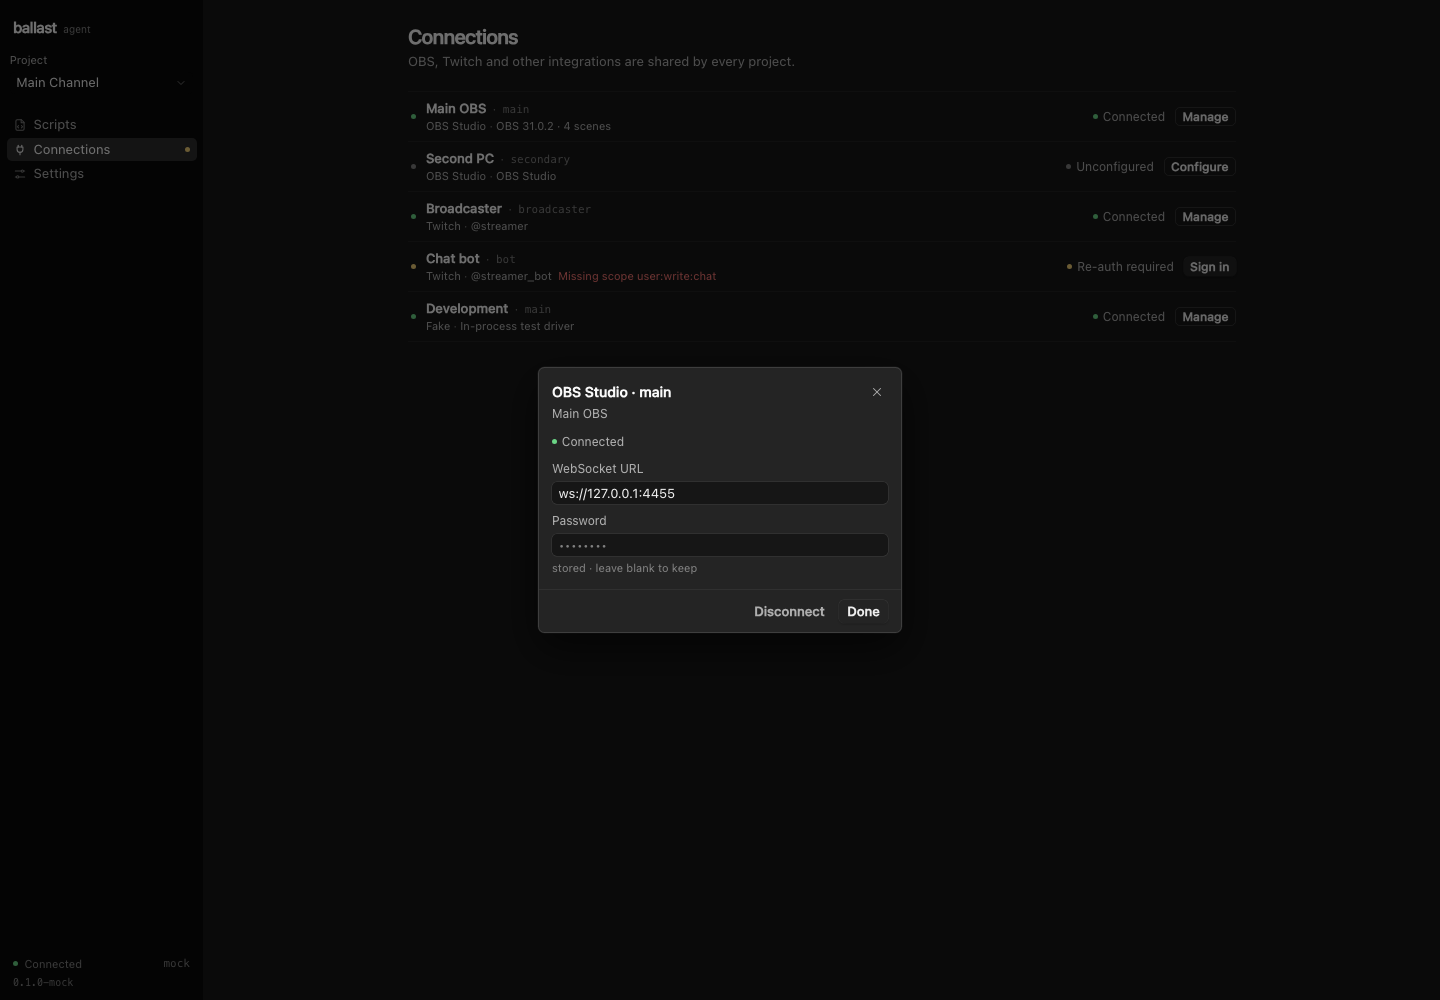 ballast agent
Project
Main Channel
Scripts
Connections
Settings
Connections
OBS, Twitch and other integrations are shared by every project.
Main OBS · main
OBS Studio · OBS 31.0.2 · 4 scenes
Connected Manage
Second PC · secondary
OBS Studio · OBS Studio
Unconfigured Configure
Broadcaster · broadcaster
Twitch · @streamer
Connected Manage
Chat bot · bot
Twitch · @streamer_bot Missing scope user:write:chat
Re-auth required Sign in
Development · main
Fake · In-process test driver
Connected Manage
OBS Studio · main
Main OBS
Connected
WebSocket URL
ws://127.0.0.1:4455
Password
••••••••
stored · leave blank to keep
Disconnect Done
Connected mock
0.1.0-mock